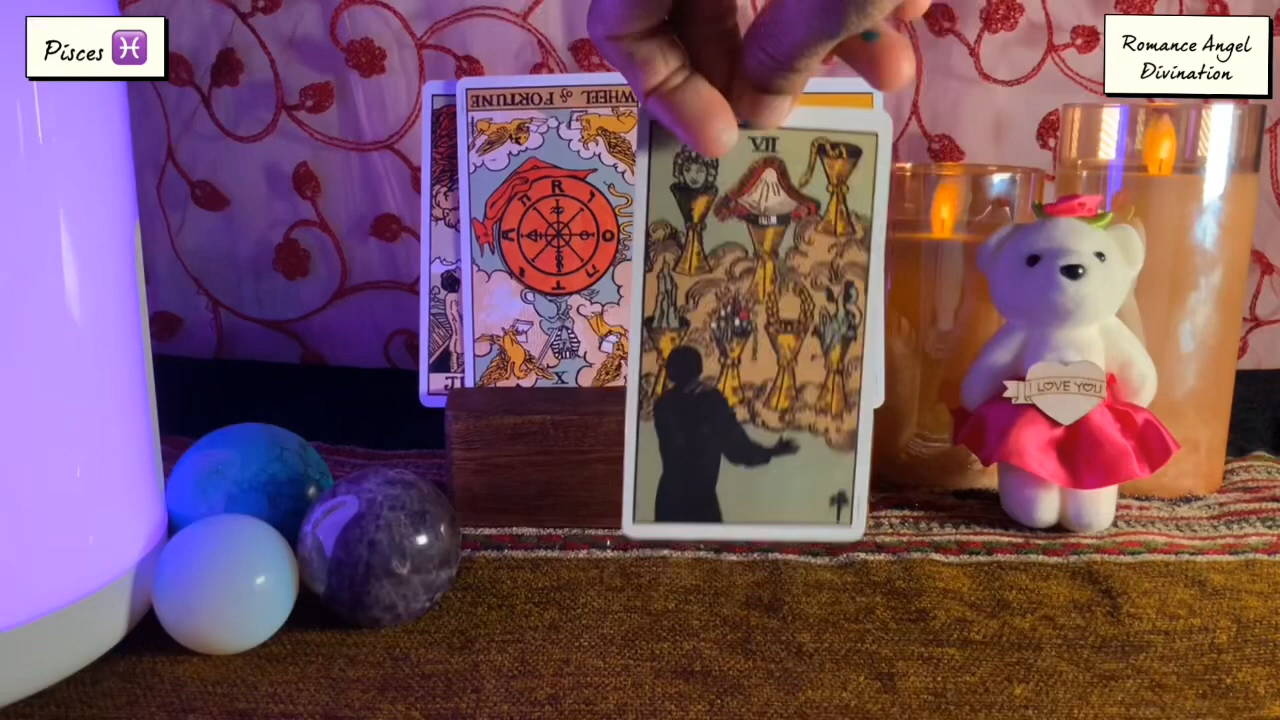 Pisces ♓
Romance Angel
Divination
WHEEL of FORTUNE
VII
X
I LOVE YOU